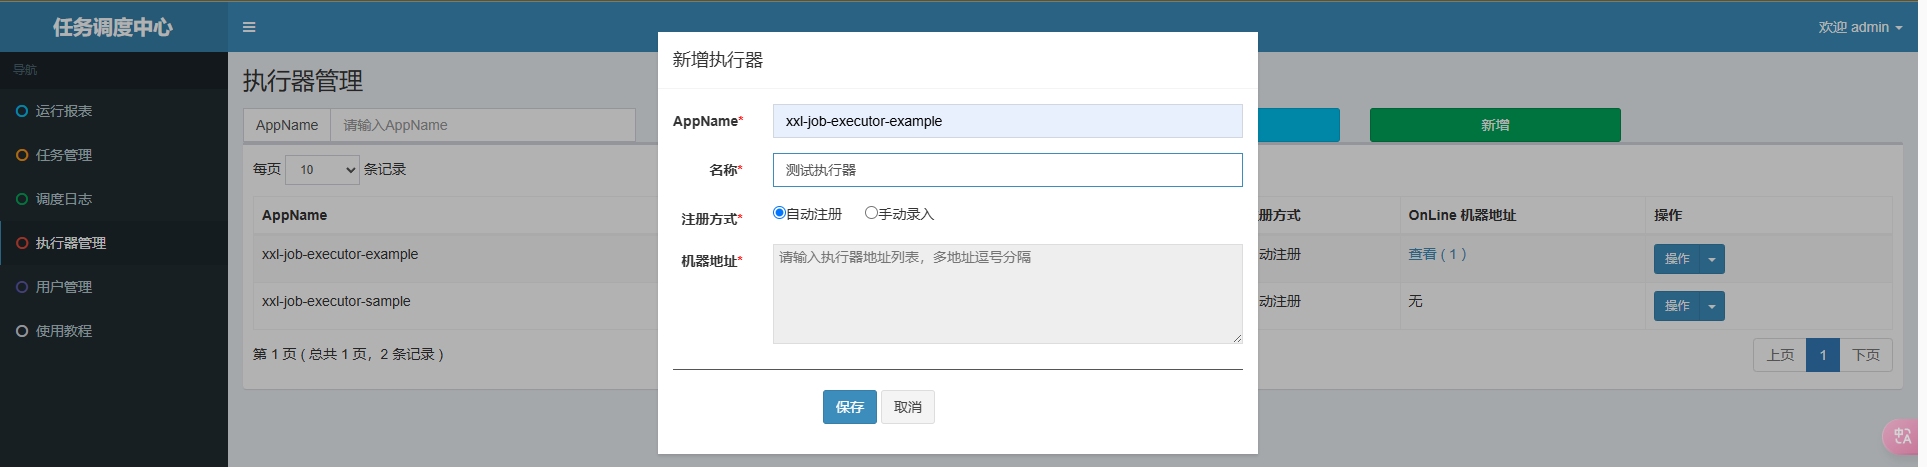 任务调度中心
欢迎 admin
导航
运行报表
任务管理
调度日志
执行器管理
用户管理
使用教程
执行器管理
AppName 请输入AppName
新增
每页 10 条记录
AppName 册方式 OnLine 机器地址 操作
xxl-job-executor-example 动注册 查看 ( 1 ) 操作
xxl-job-executor-sample 动注册 无 操作
第 1 页 ( 总共 1 页，2 条记录 )
上页 1 下页
新增执行器
AppName* xxl-job-executor-example
名称* 测试执行器
注册方式* 自动注册 手动录入
机器地址* 请输入执行器地址列表，多地址逗号分隔
保存 取消
中 A